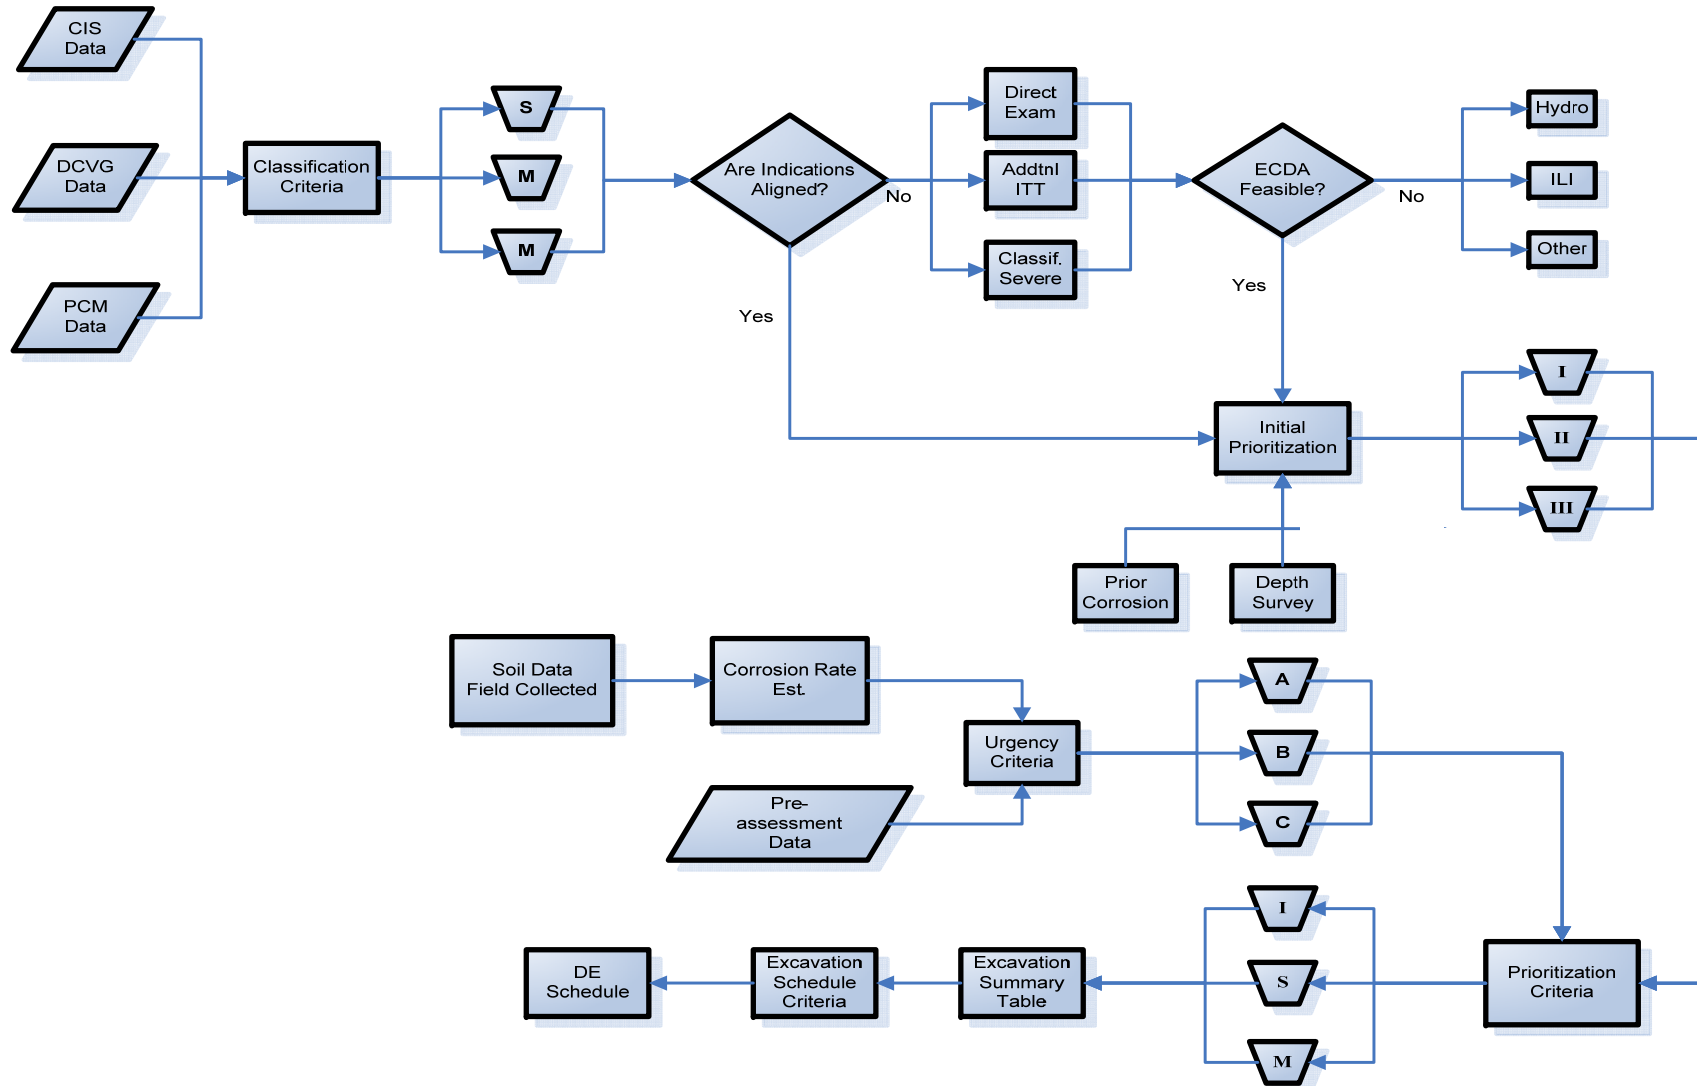 CIS
Data
DCVG
Data
PCM
Data
Classification
Criteria
S
M
M
Are Indications
Aligned?
No
Yes
Direct
Exam
Addtnl
ITT
Classif.
Severe
ECDA
Feasible?
No
Yes
Hydro
ILI
Other
Initial
Prioritization
I
II
III
Prior
Corrosion
Depth
Survey
Soil Data
Field Collected
Corrosion Rate
Est.
Urgency
Criteria
Pre-
assessment
Data
A
B
C
Prioritization
Criteria
I
S
M
Excavation
Summary
Table
Excavation
Schedule
Criteria
DE
Schedule